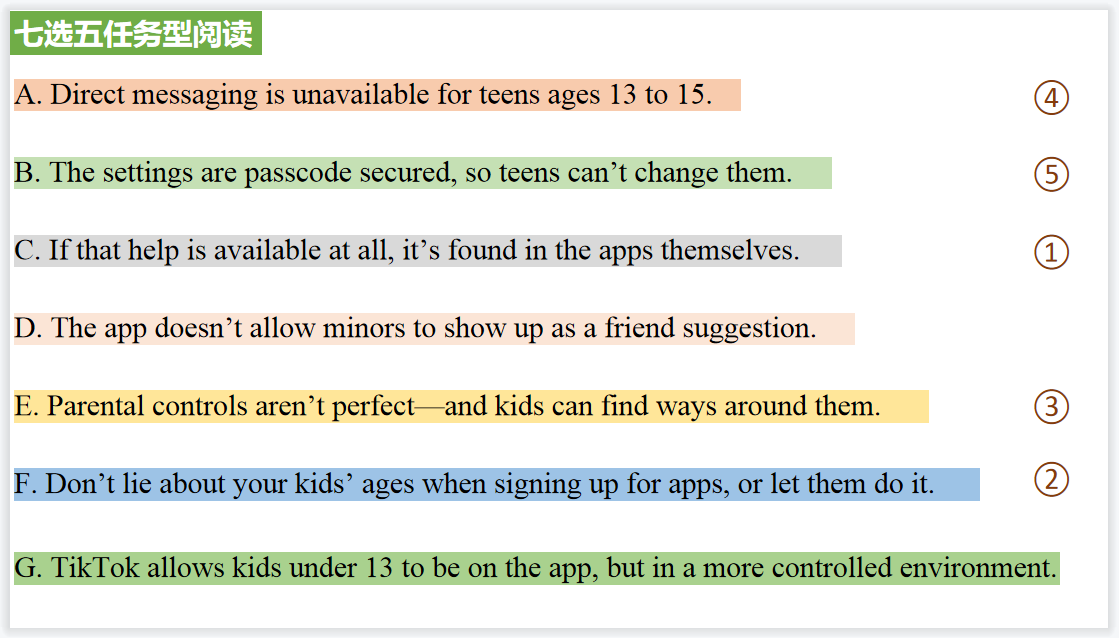 七选五任务型阅读
A. Direct messaging is unavailable for teens ages 13 to 15. ④
B. The settings are passcode secured, so teens can’t change them. ⑤
C. If that help is available at all, it’s found in the apps themselves. ①
D. The app doesn’t allow minors to show up as a friend suggestion.
E. Parental controls aren’t perfect—and kids can find ways around them. ③
F. Don’t lie about your kids’ ages when signing up for apps, or let them do it. ②
G. TikTok allows kids under 13 to be on the app, but in a more controlled environment.